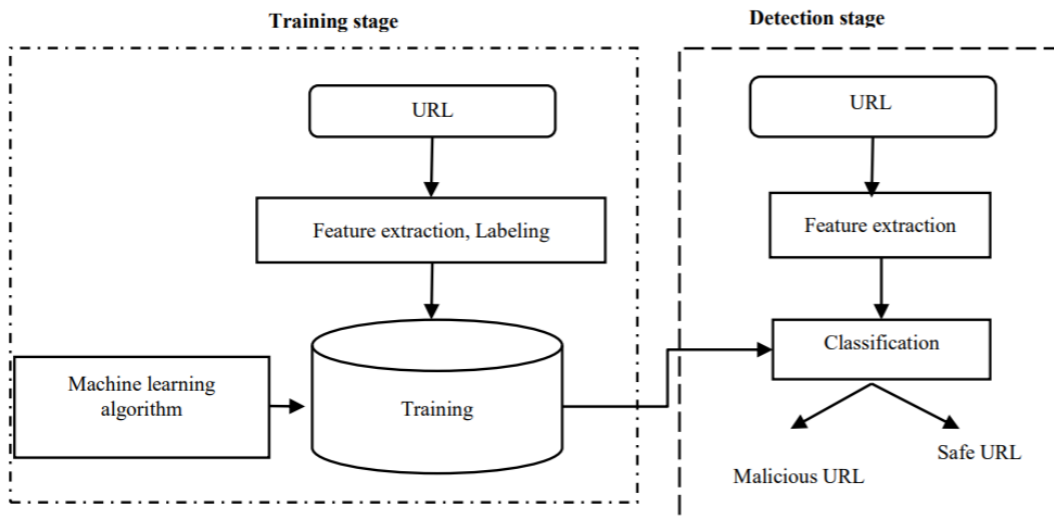 Training stage
Detection stage
URL
Feature extraction, Labeling
Machine learning
algorithm
Training
URL
Feature extraction
Classification
Malicious URL
Safe URL